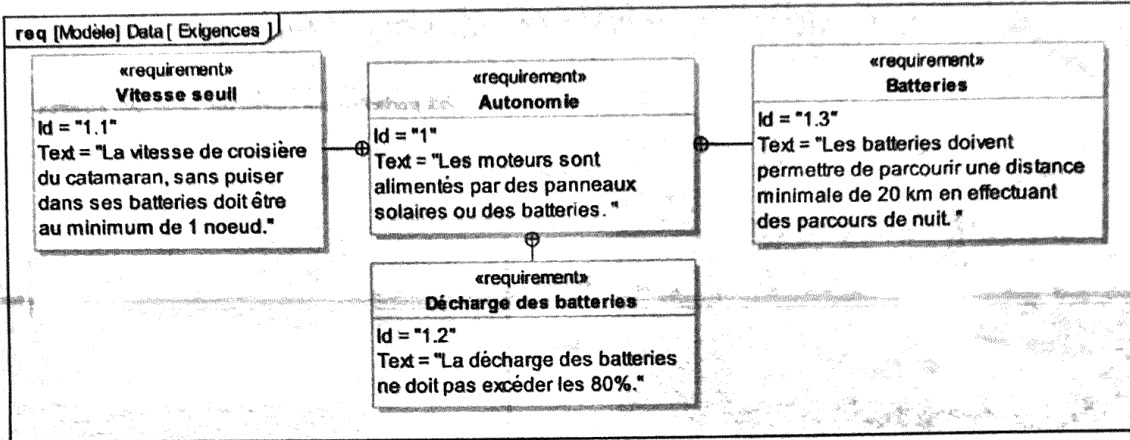 req [Modèle] Data [ Exigences ]
«requirement»
Vitesse seuil
Id = "1.1"
Text = "La vitesse de croisière
du catamaran, sans puiser
dans ses batteries doit être
au minimum de 1 noeud."
«requirement»
Autonomie
Id = "1"
Text = "Les moteurs sont
alimentés par des panneaux
solaires ou des batteries. "
«requirement»
Batteries
Id = "1.3"
Text = "Les batteries doivent
permettre de parcourir une distance
minimale de 20 km en effectuant
des parcours de nuit. "
«requirement»
Décharge des batteries
Id = "1.2"
Text = "La décharge des batteries
ne doit pas excéder les 80%."